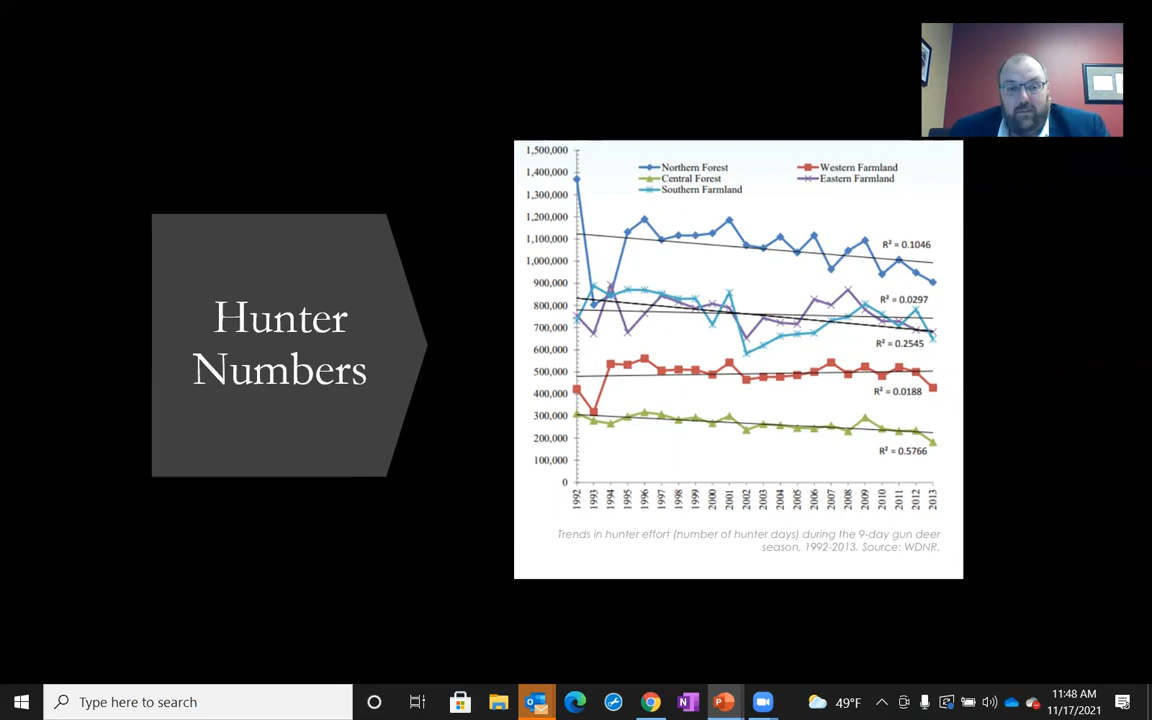 Hunter
Numbers
1,500,000
1,400,000
1,300,000
1,200,000
1,100,000
1,000,000
900,000
800,000
700,000
600,000
500,000
400,000
300,000
200,000
100,000
0
Northern Forest
Western Farmland
Central Forest
Eastern Farmland
Southern Farmland
R² = 0.1046
R² = 0.0297
R² = 0.2545
R² = 0.0188
R² = 0.5766
1992 1993 1994 1995 1996 1997 1998 1999 2000 2001 2002 2003 2004 2005 2006 2007 2008 2009 2010 2011 2012 2013
Trends in hunter effort (number of hunter days) during the 9-day gun deer
season, 1992-2013. Source: WDNR.
Type here to search
49°F
11:48 AM
11/17/2021